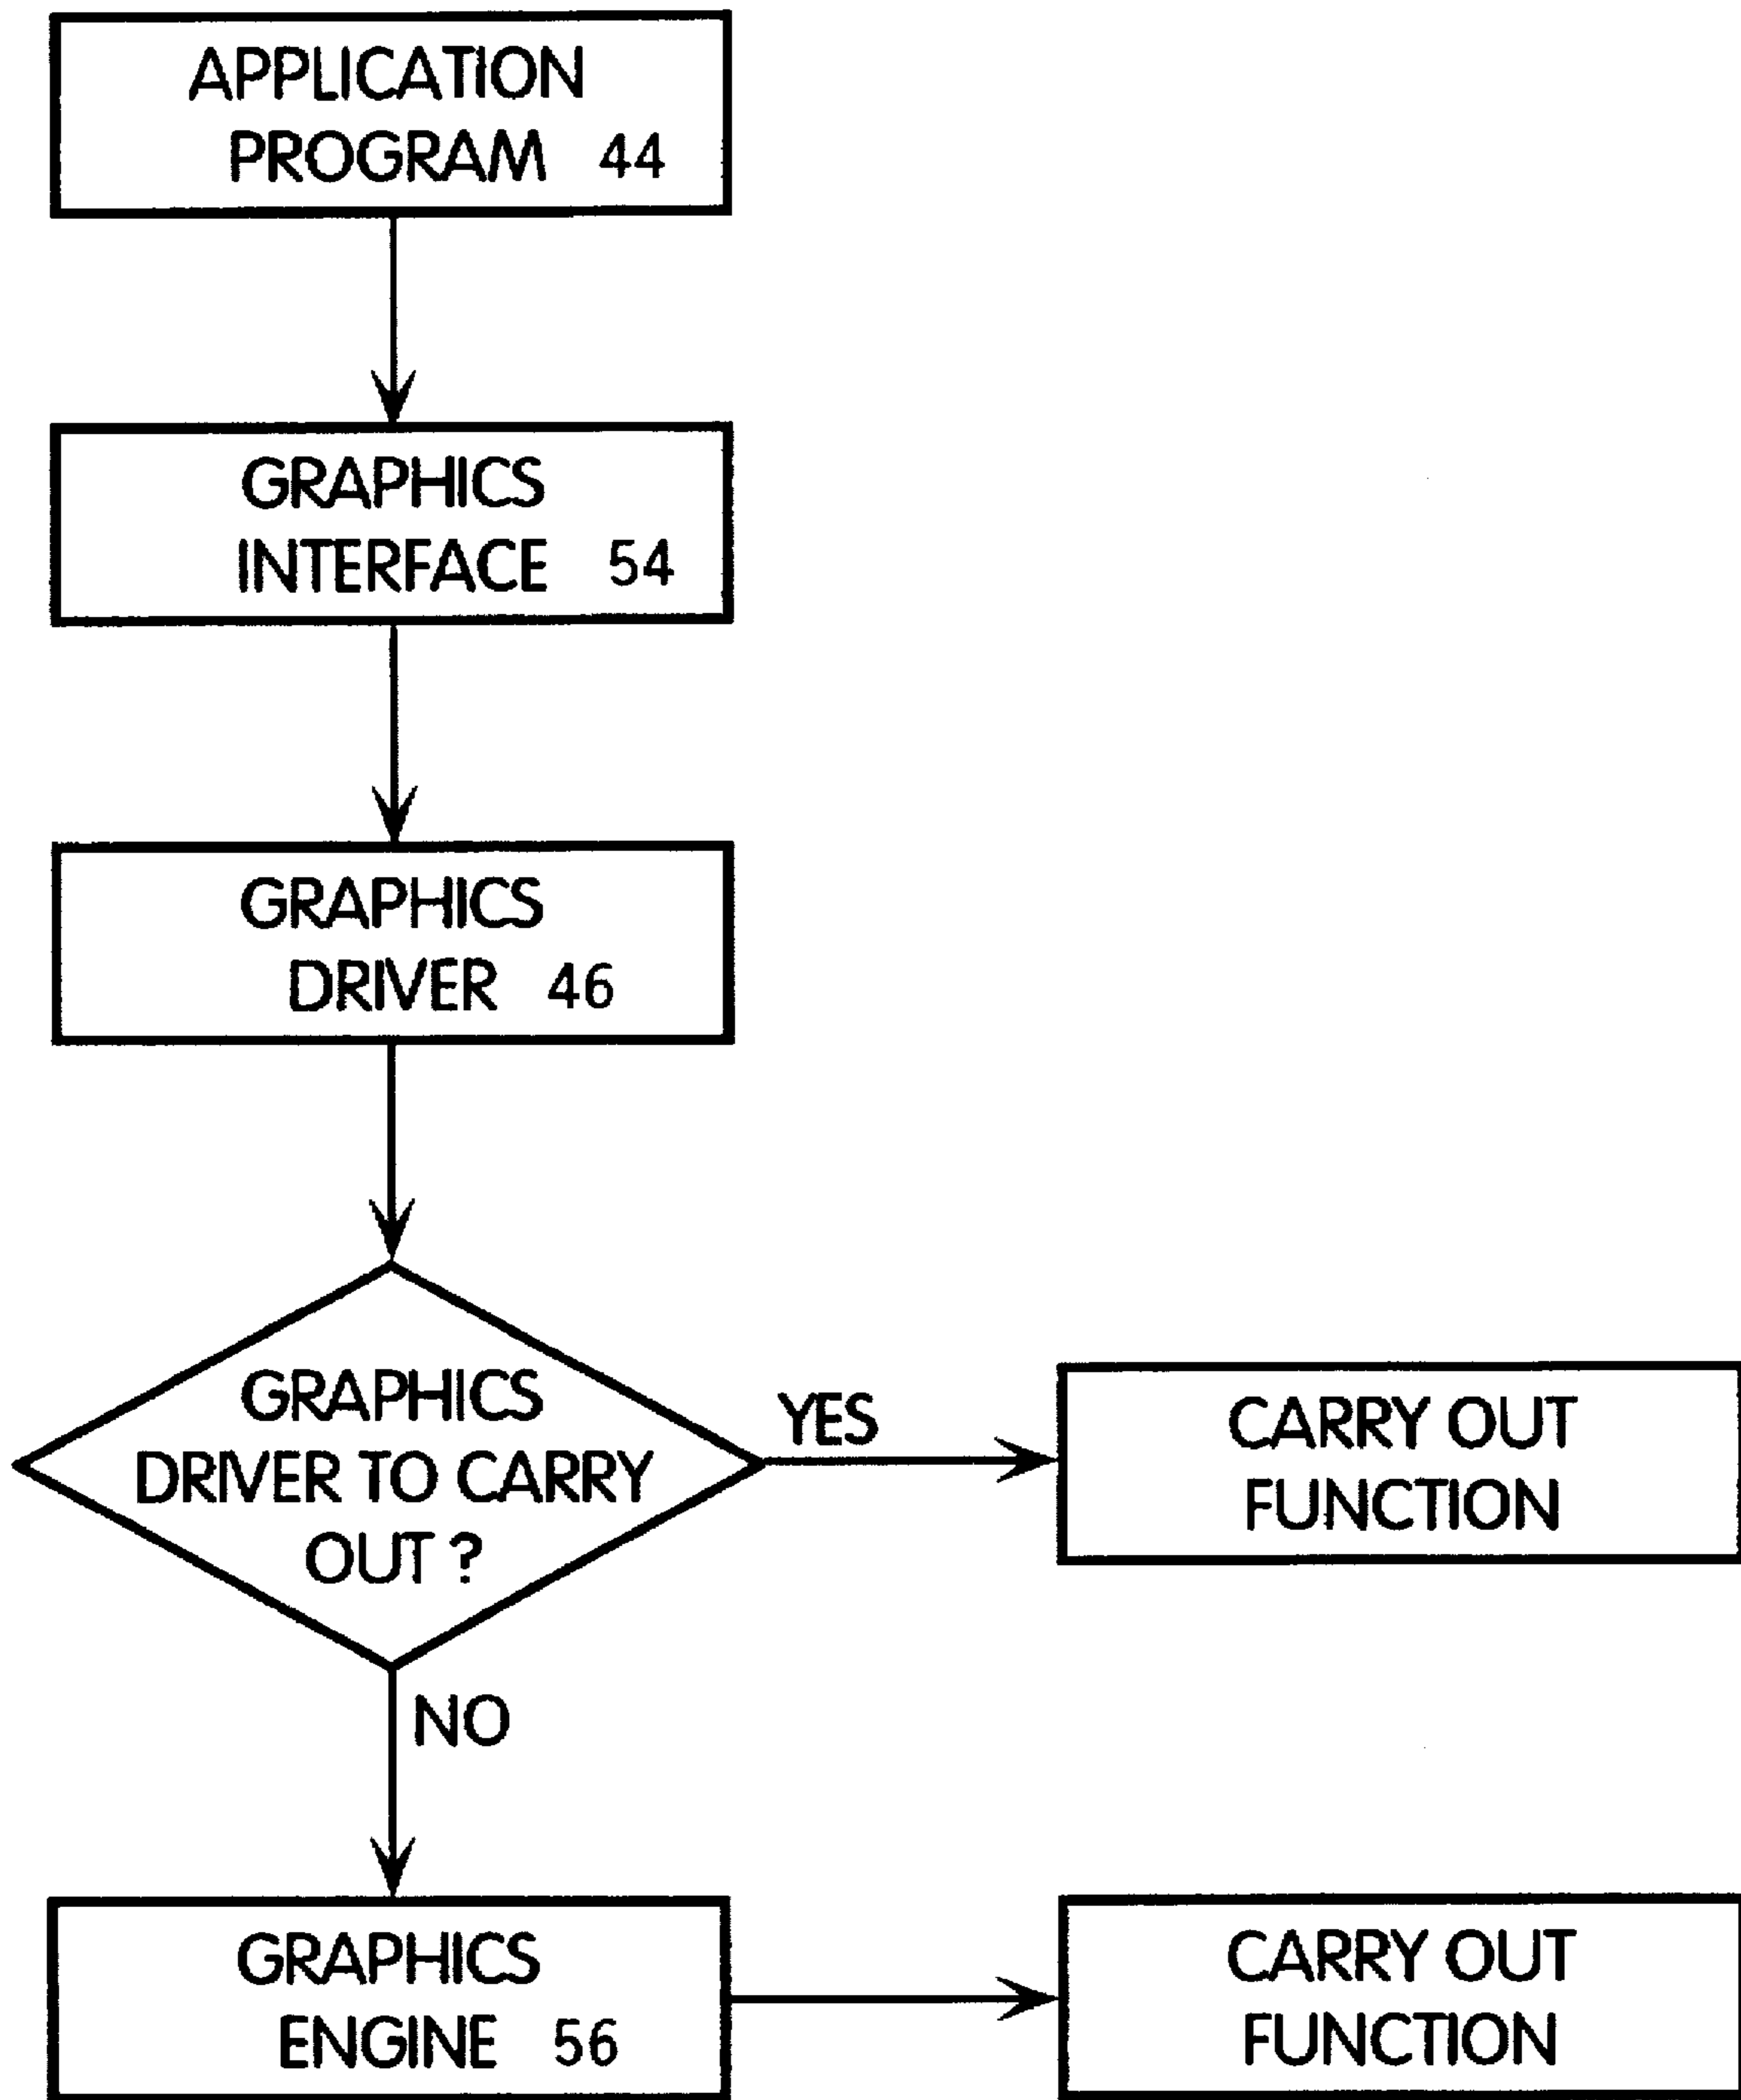 APPLICATION
PROGRAM 44
GRAPHICS
INTERFACE 54
GRAPHICS
DRIVER 46
GRAPHICS
DRIVER TO CARRY
OUT ?
YES
CARRY OUT
FUNCTION
NO
GRAPHICS
ENGINE 56
CARRY OUT
FUNCTION